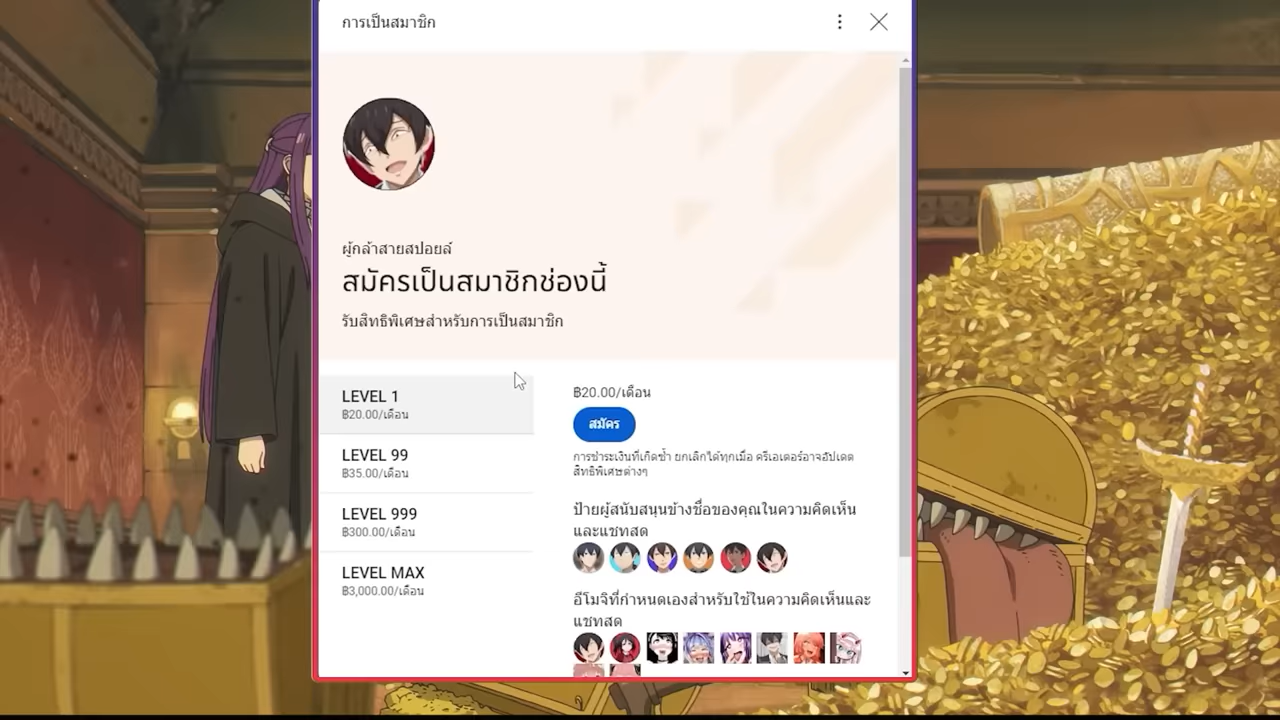 การเป็นสมาชิก
ผู้กล้าสายสปอยล์
สมัครเป็นสมาชิกช่องนี้
รับสิทธิพิเศษสำหรับการเป็นสมาชิก
LEVEL 1
฿20.00/เดือน
LEVEL 99
฿35.00/เดือน
LEVEL 999
฿300.00/เดือน
LEVEL MAX
฿3,000.00/เดือน
฿20.00/เดือน
สมัคร
การชำระเงินที่เกิดซ้ำ ยกเลิกได้ทุกเมื่อ ครีเอเตอร์อาจอัปเดต
สิทธิพิเศษต่างๆ
ป้ายผู้สนับสนุนข้างชื่อของคุณในความคิดเห็น
และแชทสด
อีโมจิที่กำหนดเองสำหรับใช้ในความคิดเห็นและ
แชทสด